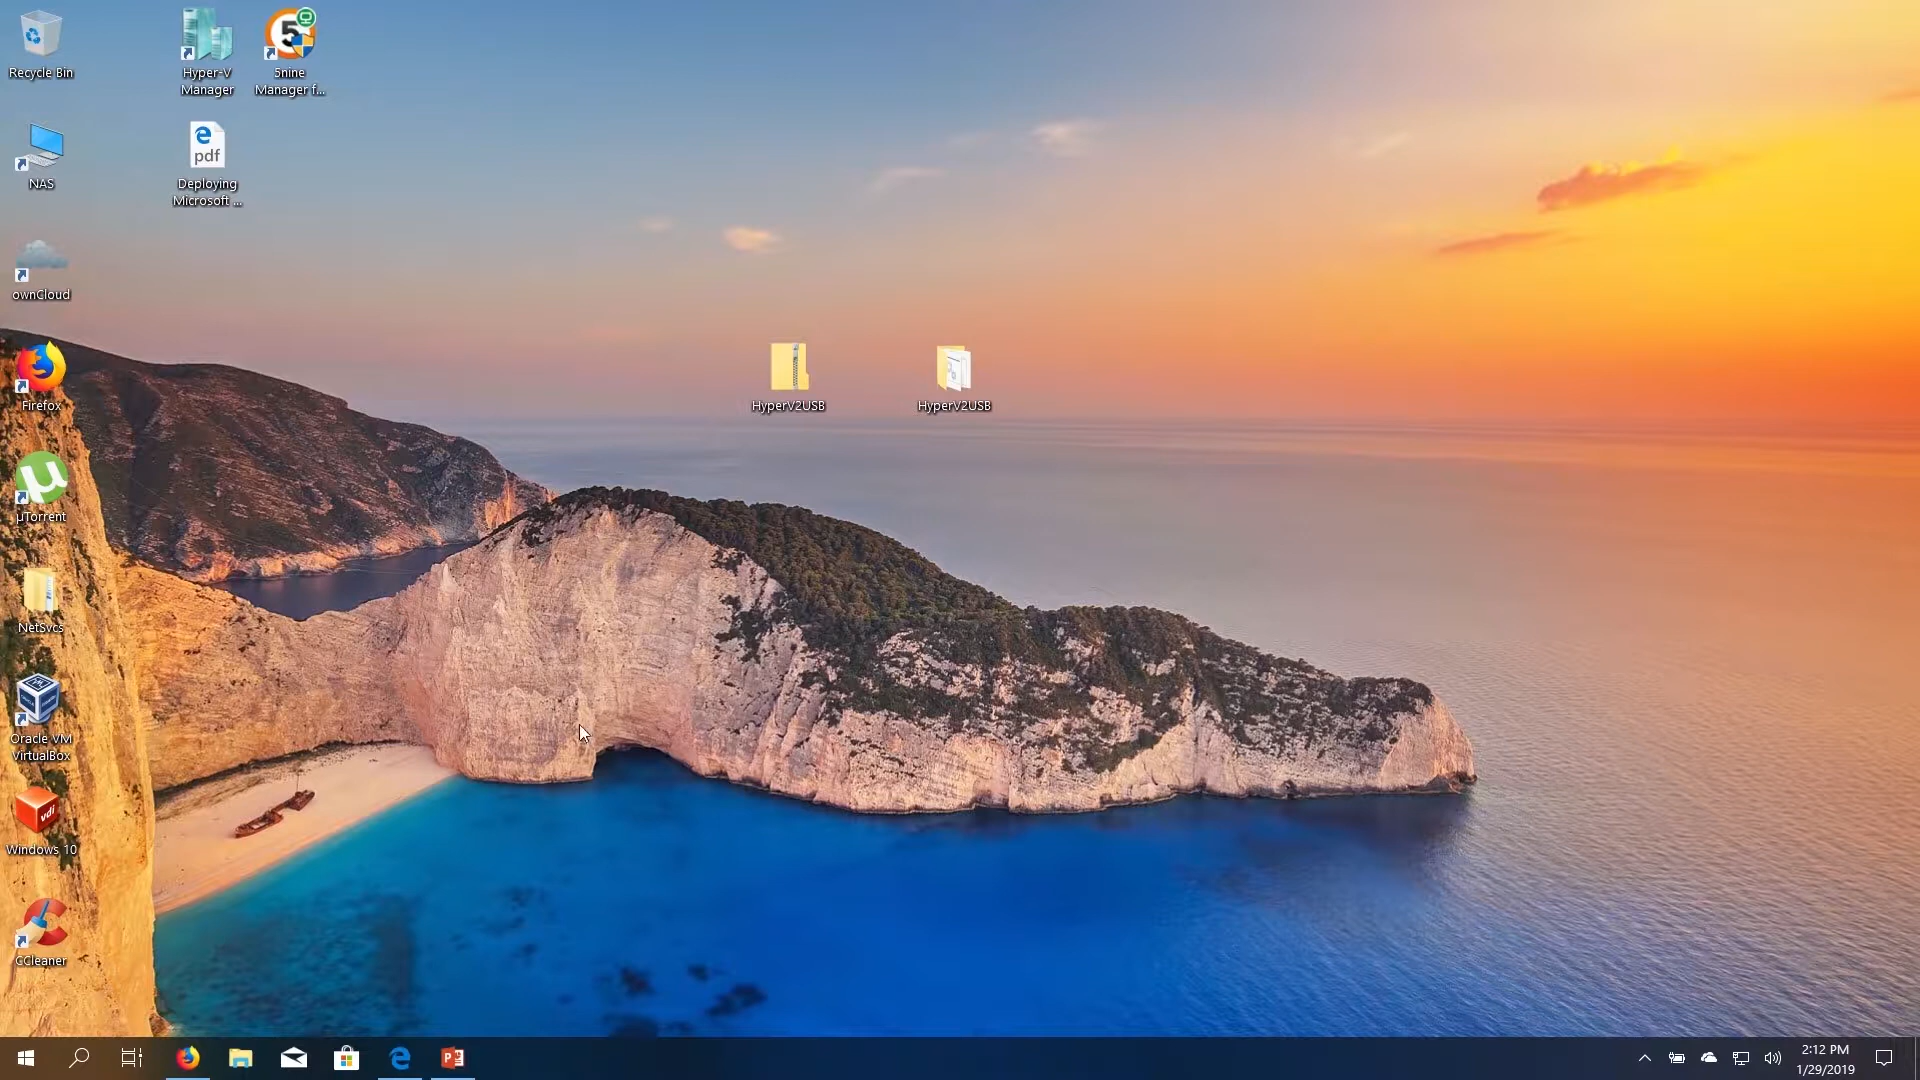 Recycle Bin
Hyper-V
Manager
5
5nine
Manager f...
NAS
pdf
Deploying
Microsoft ...
ownCloud
Firefox
HyperV2USB
HyperV2USB
µ
µTorrent
NetSvcs
Oracle VM
VirtualBox
vdi
Windows 10
CCleaner
2:12 PM
1/29/2019